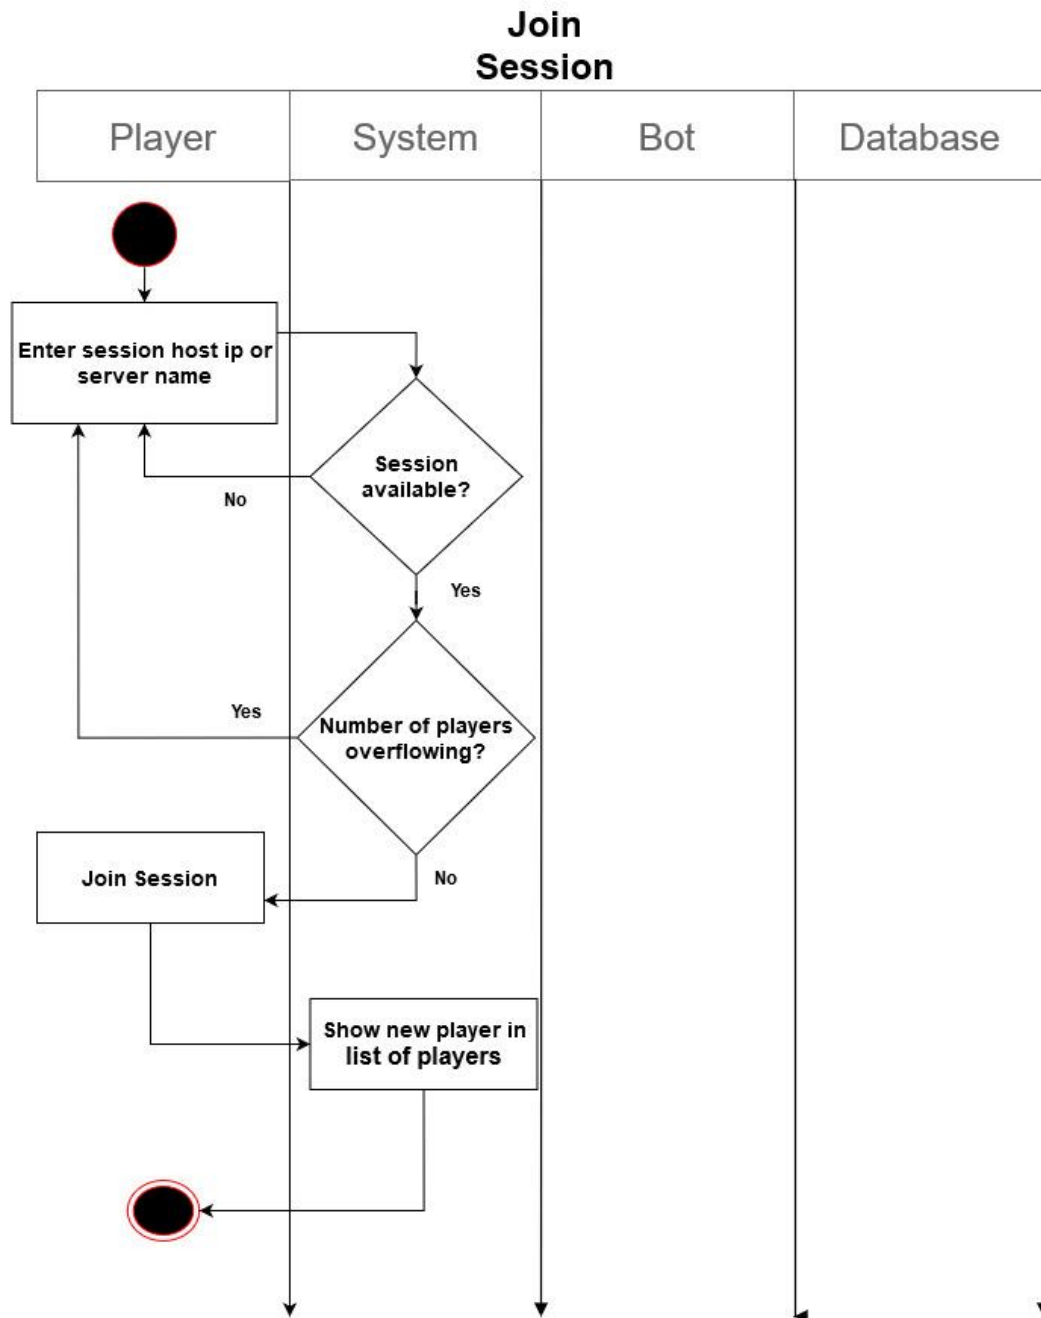 Join
Session
Player
System
Bot
Database
Enter session host ip or
server name
Session
available?
No
Yes
Yes
Number of players
overflowing?
Join Session
No
Show new player in
list of players